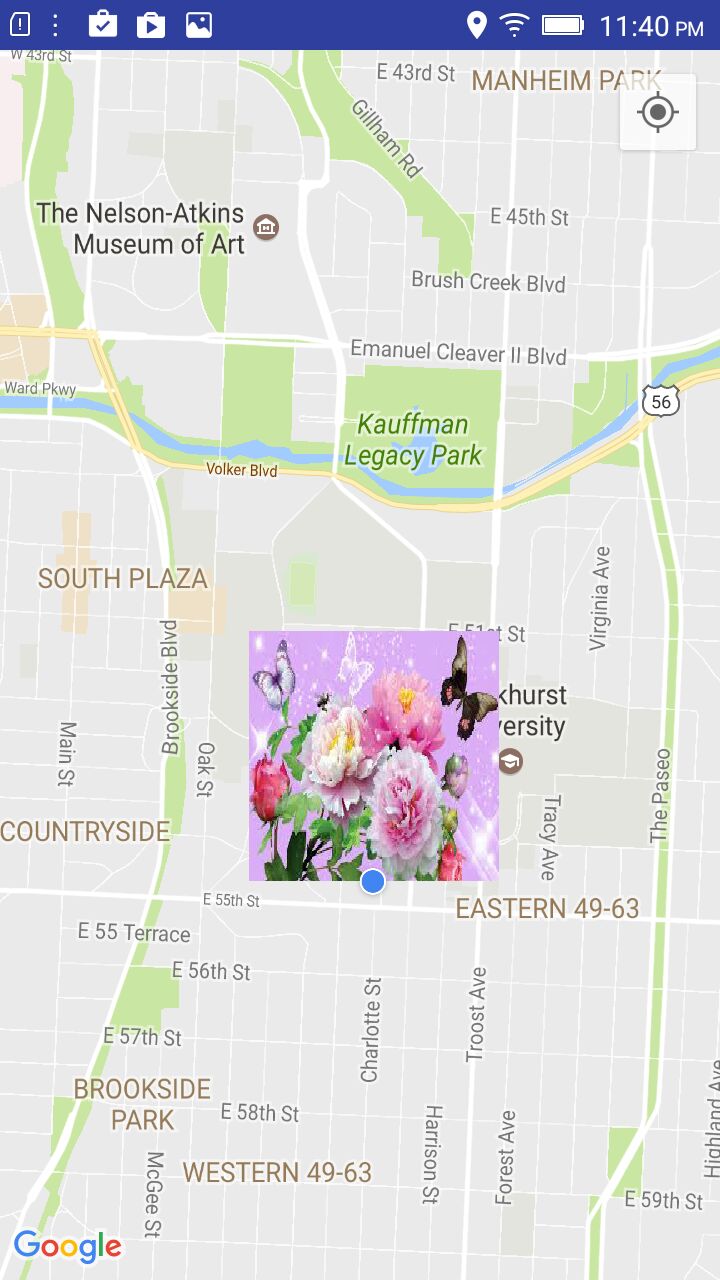 11:40 PM
W 43rd St
E 43rd St
MANHEIM PARK
Gillham Rd
The Nelson-Atkins
Museum of Art
E 45th St
Brush Creek Blvd
Emanuel Cleaver II Blvd
Ward Pkwy
56
Kauffman
Legacy Park
Volker Blvd
SOUTH PLAZA
Virginia Ave
E 51st St
Brookside Blvd
khurst
versity
Main St
Oak St
The Paseo
Tracy Ave
COUNTRYSIDE
E 55th St
EASTERN 49-63
E 55 Terrace
E 56th St
Charlotte St
Troost Ave
E 57th St
BROOKSIDE
PARK
E 58th St
Harrison St
Forest Ave
Highland Ave
McGee St
WESTERN 49-63
E 59th St
Google